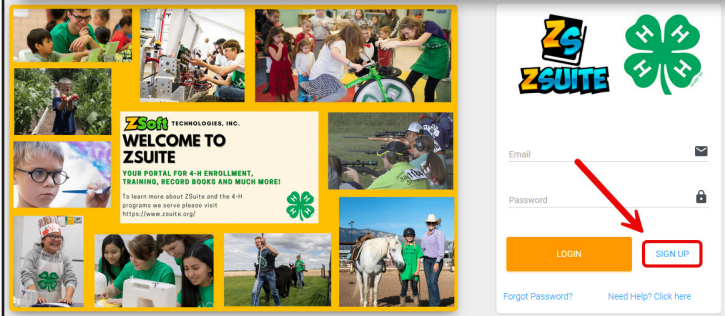 ZSoft TECHNOLOGIES, INC.
WELCOME TO
ZSUITE
YOUR PORTAL FOR 4-H ENROLLMENT,
TRAINING, RECORD BOOKS AND MUCH MORE!
To learn more about ZSuite and the 4-H
programs we serve please visit
https://www.zsuite.org/
H H H H
ZS
ZSUITE
H H H H
Email
Password
LOGIN
SIGN UP
Forgot Password?
Need Help? Click here